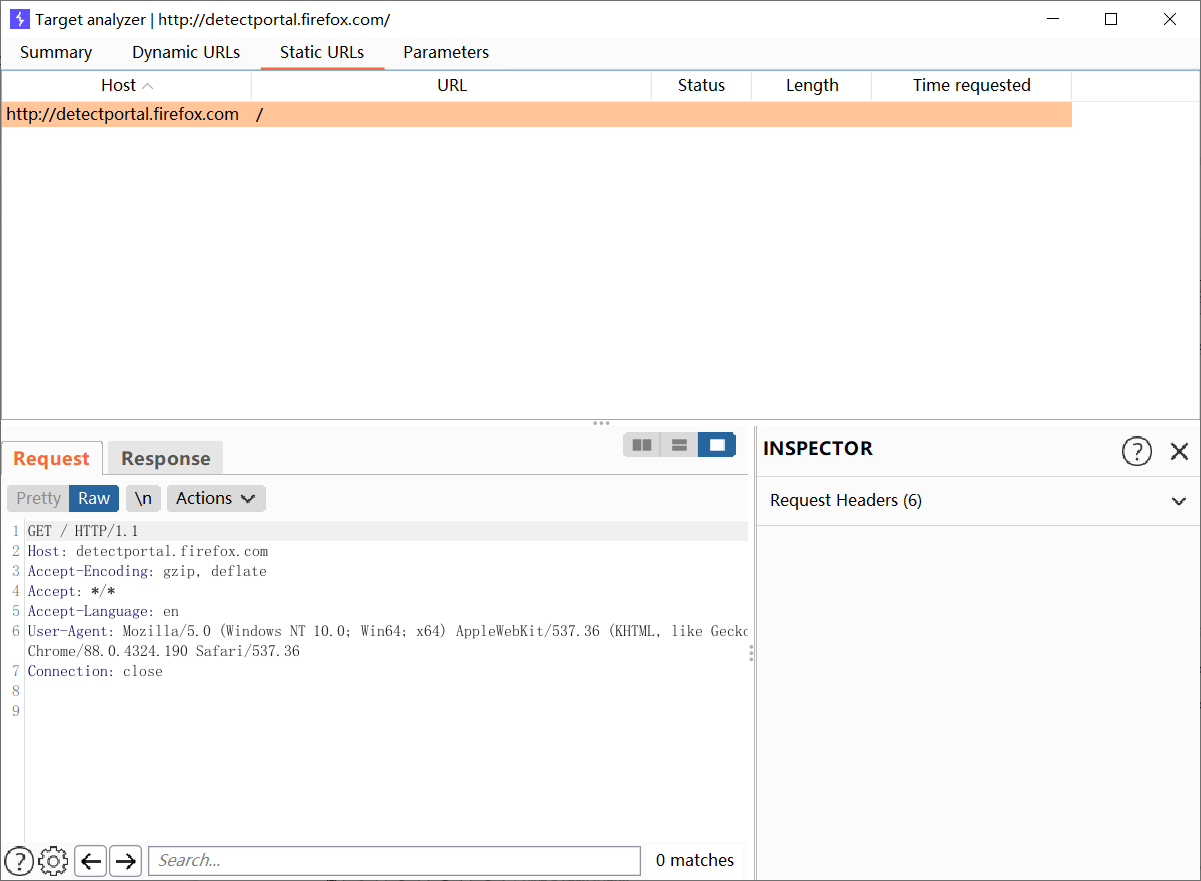 Target analyzer | http://detectportal.firefox.com/
Summary Dynamic URLs Static URLs Parameters
Host URL Status Length Time requested
http://detectportal.firefox.com /
Request Response
INSPECTOR
Pretty Raw \n Actions
Request Headers (6)
1 GET / HTTP/1.1
2 Host: detectportal.firefox.com
3 Accept-Encoding: gzip, deflate
4 Accept: */*
5 Accept-Language: en
6 User-Agent: Mozilla/5.0 (Windows NT 10.0; Win64; x64) AppleWebKit/537.36 (KHTML, like Gecko
Chrome/88.0.4324.190 Safari/537.36
7 Connection: close
8
9
Search...
0 matches